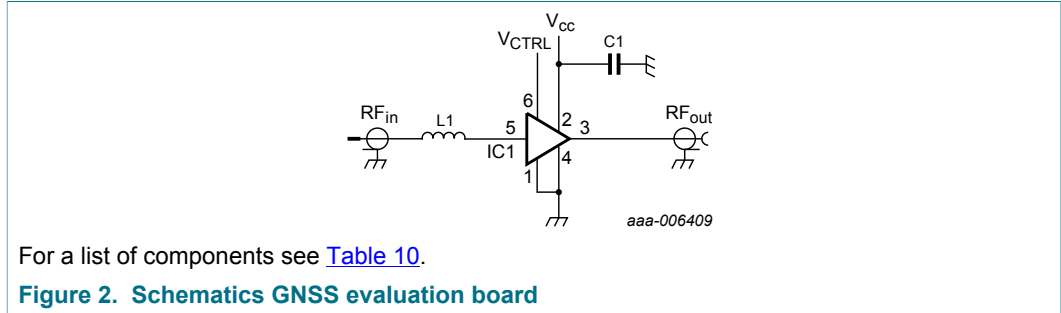 Vcc
VCTRL
C1
6
2
RFin
L1
5
3
RFout
IC1
4
1
aaa-006409
For a list of components see Table 10.
Figure 2. Schematics GNSS evaluation board